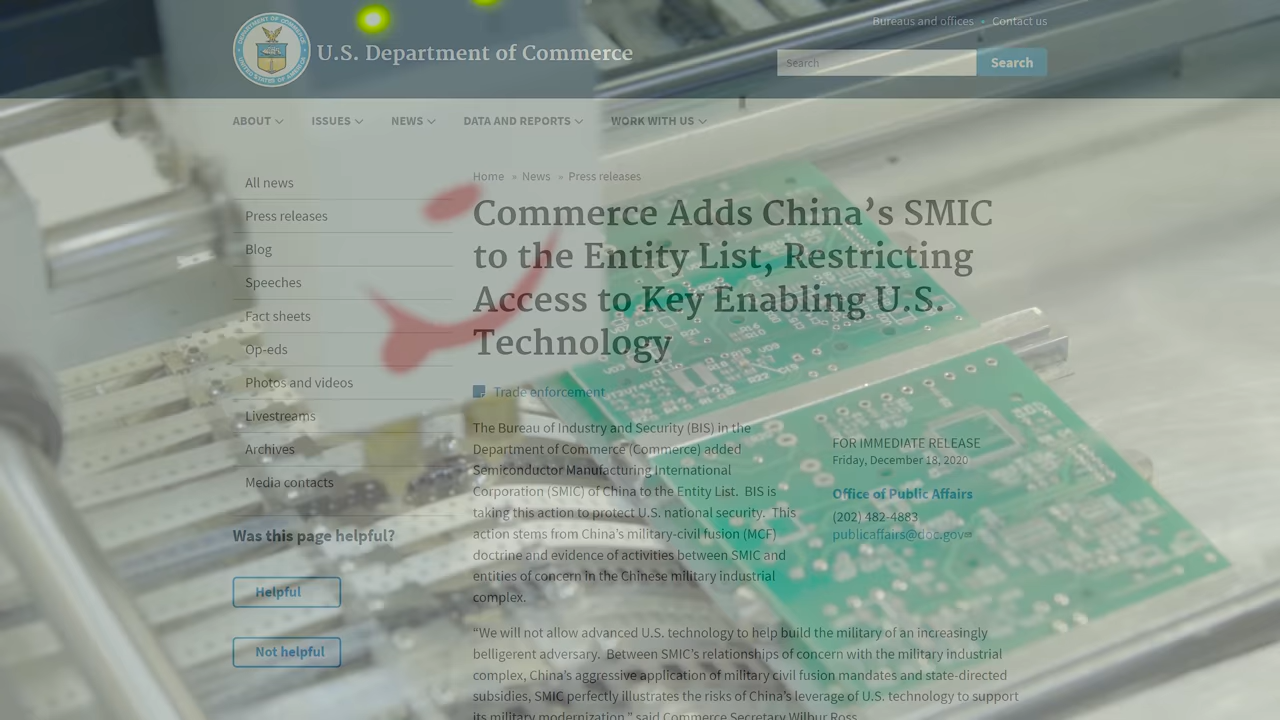 Bureaus and offices • Contact us
U.S. Department of Commerce
Search
Search
ABOUT
ISSUES
NEWS
DATA AND REPORTS
WORK WITH US
Home » News » Press releases
All news
Press releases
Blog
Speeches
Fact sheets
Op-eds
Photos and videos
Livestreams
Archives
Media contacts
Was this page helpful?
Helpful
Not helpful
Commerce Adds China’s SMIC
to the Entity List, Restricting
Access to Key Enabling U.S.
Technology
Trade enforcement
The Bureau of Industry and Security (BIS) in the
Department of Commerce (Commerce) added
Semiconductor Manufacturing International
Corporation (SMIC) of China to the Entity List. BIS is
taking this action to protect U.S. national security. This
action stems from China’s military-civil fusion (MCF)
doctrine and evidence of activities between SMIC and
entities of concern in the Chinese military industrial
complex.
FOR IMMEDIATE RELEASE
Friday, December 18, 2020
Office of Public Affairs
(202) 482-4883
publicaffairs@doc.gov
“We will not allow advanced U.S. technology to help build the military of an increasingly
belligerent adversary. Between SMIC’s relationships of concern with the military industrial
complex, China’s aggressive application of military civil fusion mandates and state-directed
subsidies, SMIC perfectly illustrates the risks of China’s leverage of U.S. technology to support
its military modernization,” said Commerce Secretary Wilbur Ross.